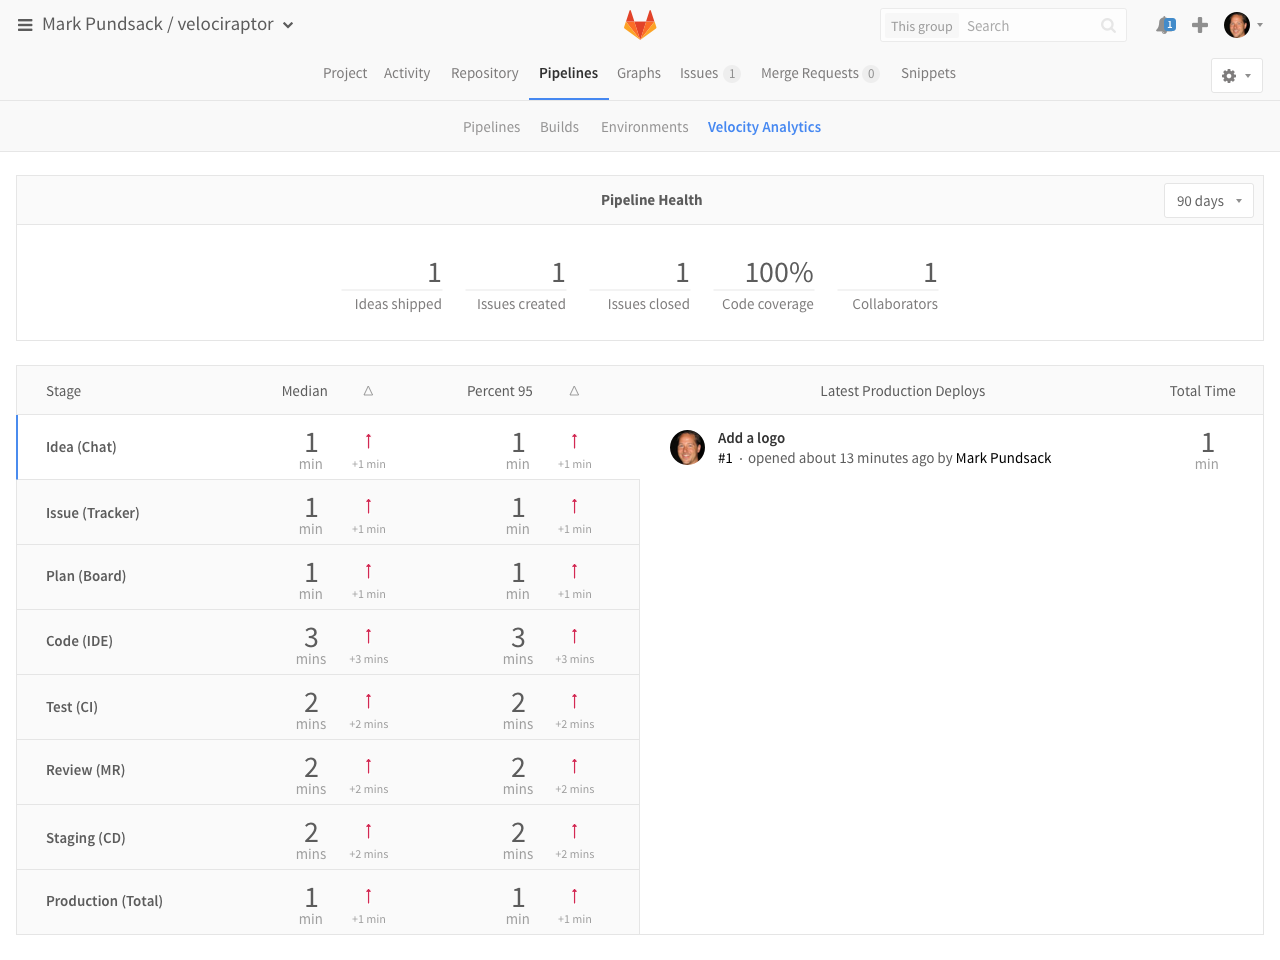 Mark Pundsack / velociraptor
This group Search
1
Project Activity Repository Pipelines Graphs Issues 1 Merge Requests 0 Snippets
Pipelines Builds Environments Velocity Analytics
Pipeline Health
90 days
1 1 1 100% 1
Ideas shipped Issues created Issues closed Code coverage Collaborators
Stage Median Δ Percent 95 Δ Latest Production Deploys Total Time
Idea (Chat) 1 min ↑ +1 min 1 min ↑ +1 min
Add a logo
#1 · opened about 13 minutes ago by Mark Pundsack
1 min
Issue (Tracker) 1 min ↑ +1 min 1 min ↑ +1 min
Plan (Board) 1 min ↑ +1 min 1 min ↑ +1 min
Code (IDE) 3 mins ↑ +3 mins 3 mins ↑ +3 mins
Test (CI) 2 mins ↑ +2 mins 2 mins ↑ +2 mins
Review (MR) 2 mins ↑ +2 mins 2 mins ↑ +2 mins
Staging (CD) 2 mins ↑ +2 mins 2 mins ↑ +2 mins
Production (Total) 1 min ↑ +1 min 1 min ↑ +1 min